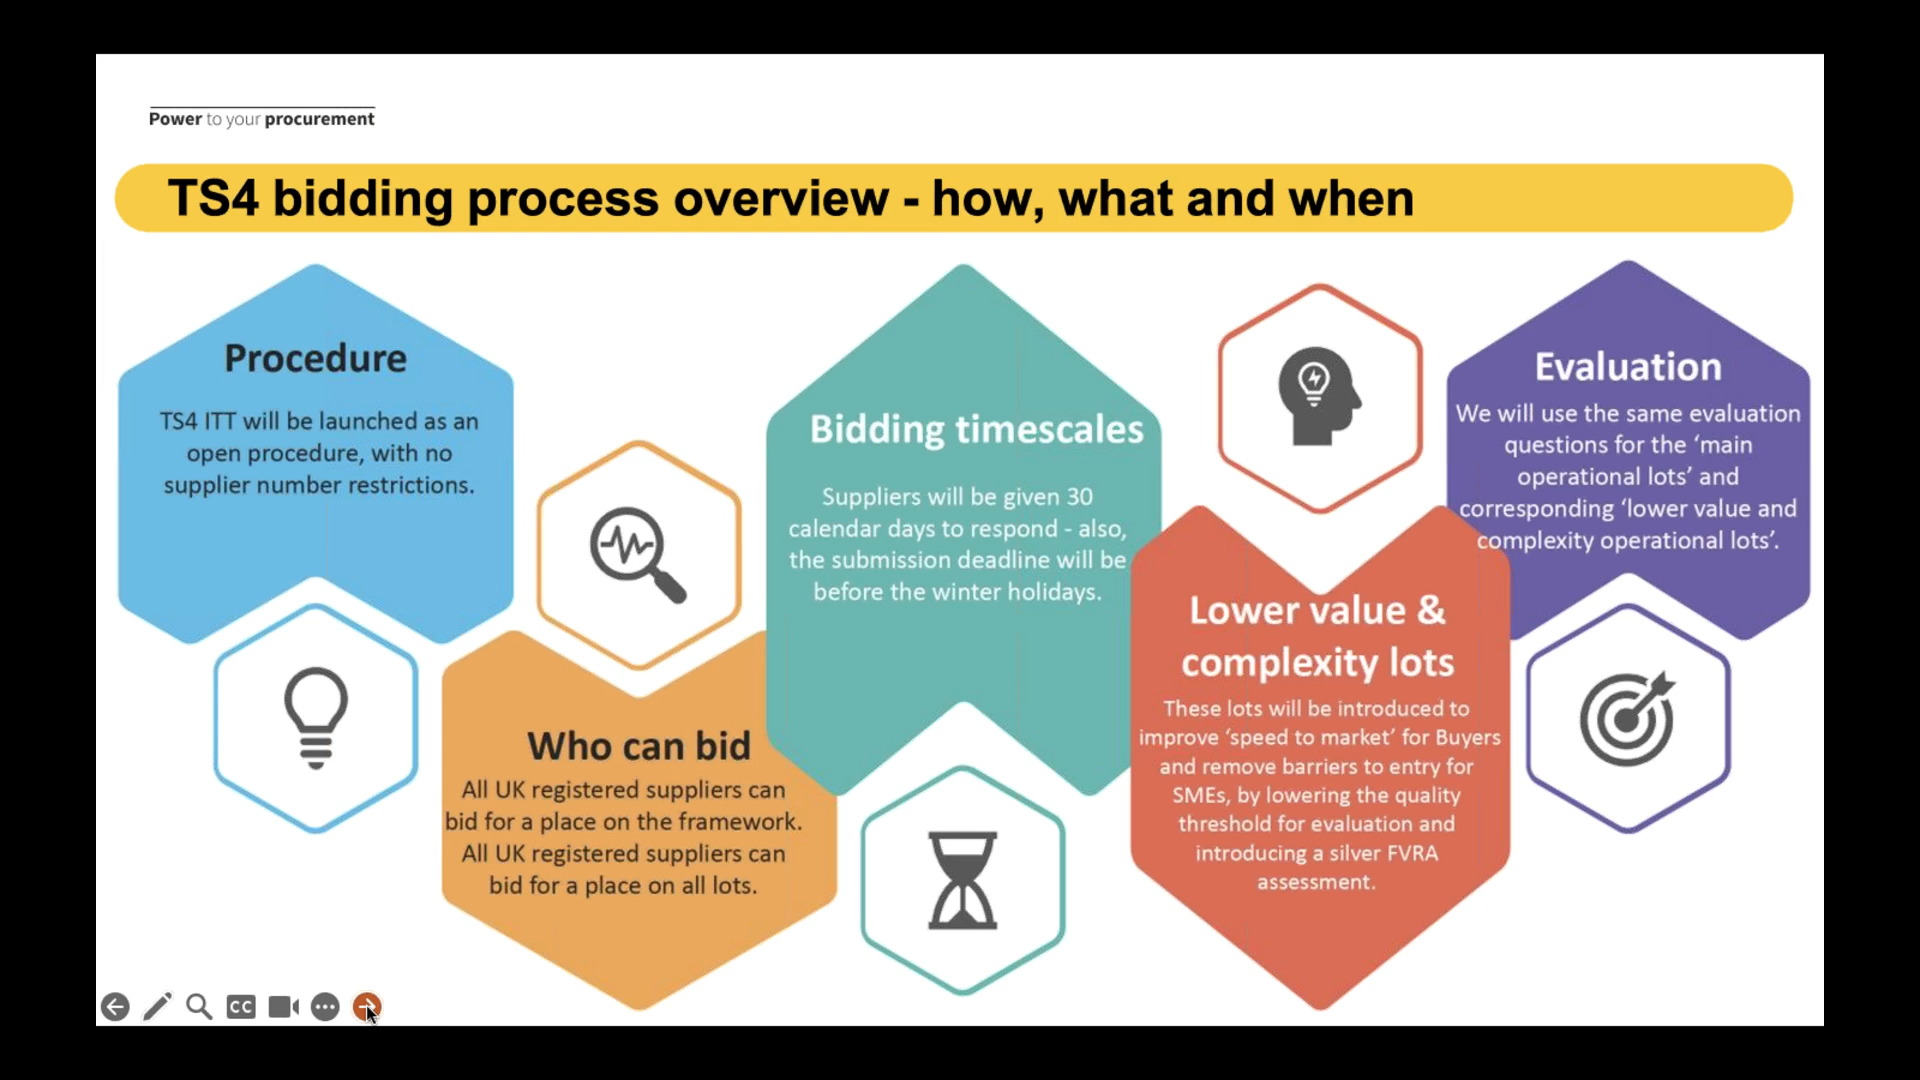 Power to your procurement
TS4 bidding process overview - how, what and when
Procedure
TS4 ITT will be launched as an
open procedure, with no
supplier number restrictions.
Who can bid
All UK registered suppliers can
bid for a place on the framework.
All UK registered suppliers can
bid for a place on all lots.
Bidding timescales
Suppliers will be given 30
calendar days to respond - also,
the submission deadline will be
before the winter holidays.
Lower value &
complexity lots
These lots will be introduced to
improve ‘speed to market’ for Buyers
and remove barriers to entry for
SMEs, by lowering the quality
threshold for evaluation and
introducing a silver FVRA
assessment.
Evaluation
We will use the same evaluation
questions for the ‘main
operational lots’ and
corresponding ‘lower value and
complexity operational lots’.
CC